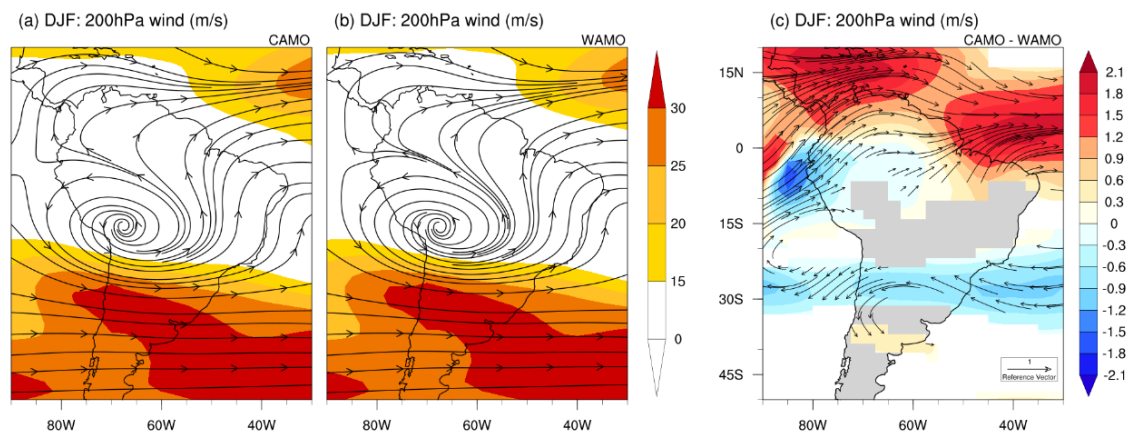 (a) DJF: 200hPa wind (m/s)
CAMO
80W 60W 40W
(b) DJF: 200hPa wind (m/s)
WAMO
80W 60W 40W
30
25
20
15
0
(c) DJF: 200hPa wind (m/s)
CAMO - WAMO
15N
0
15S
30S
45S
80W 60W 40W
1
Reference Vector
2.1
1.8
1.5
1.2
0.9
0.6
0.3
0
-0.3
-0.6
-0.9
-1.2
-1.5
-1.8
-2.1